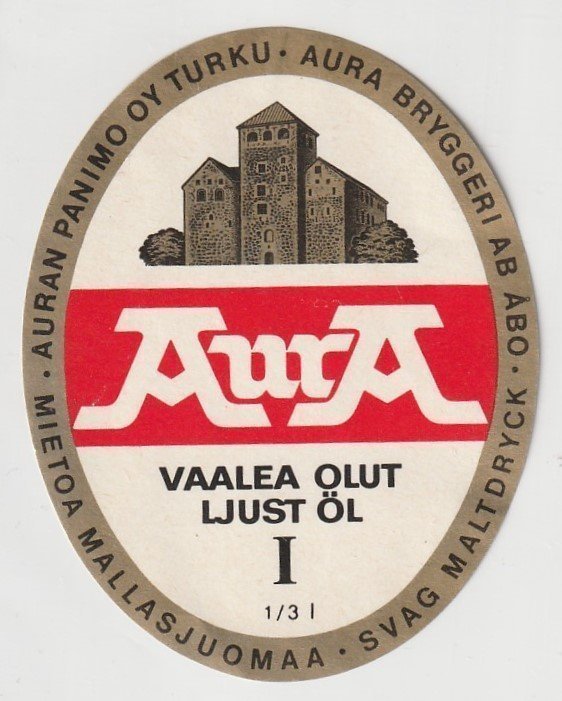 AURAN PANIMO OY TURKU · AURA BRYGGERI AB ÅBO ·
AurA
VAALEA OLUT
LJUST ÖL
I
1/3 l
MIETOA MALLASJUOMAA · SVAG MALTDRYCK ·